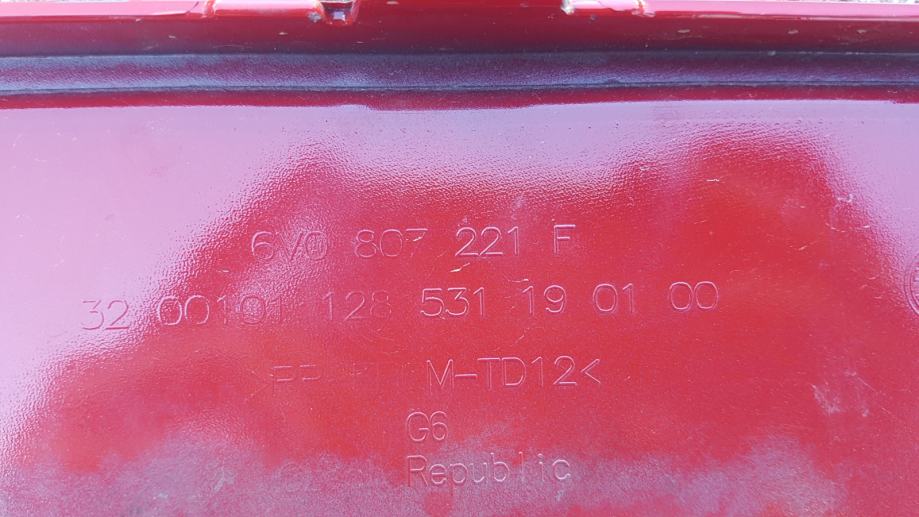 6V0 807 221 F
32 00101 128 531 19 01 00
M-TD12<
G6
Republic